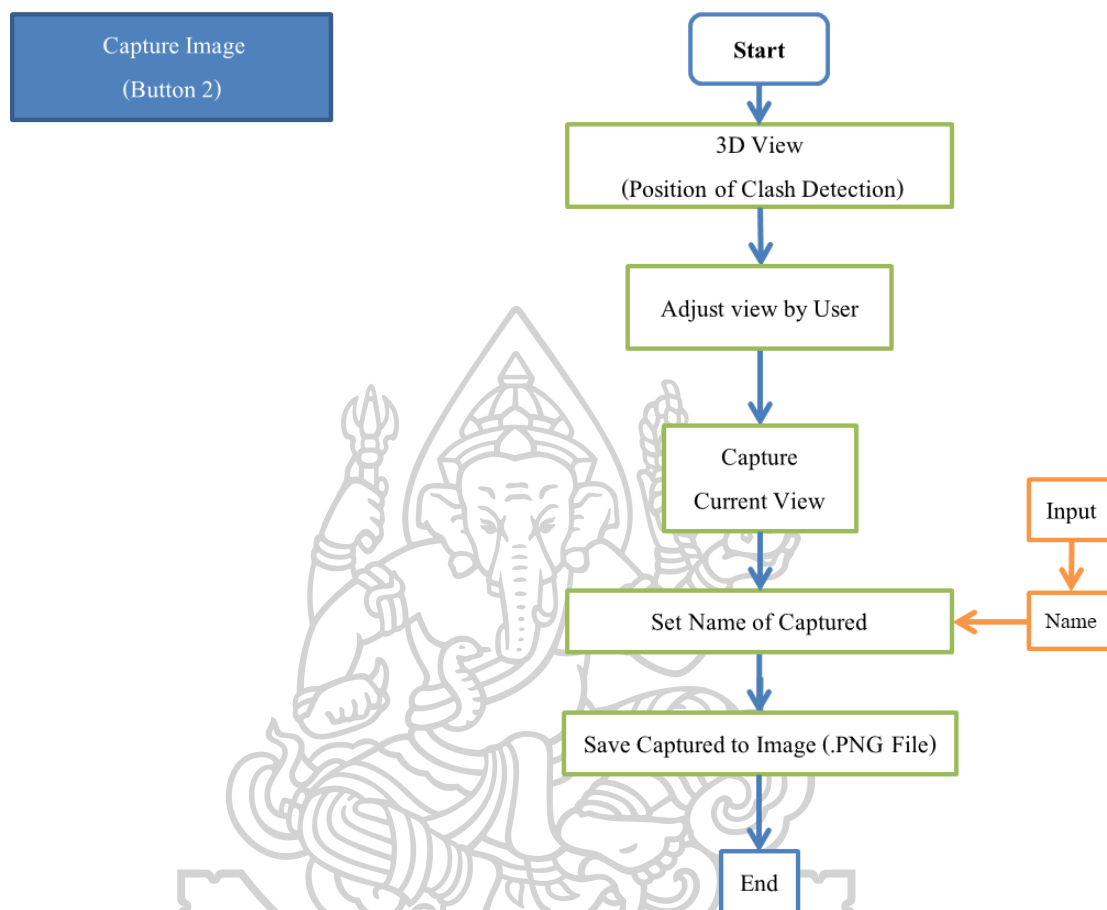 Capture Image
(Button 2)
Start
3D View
(Position of Clash Detection)
Adjust view by User
Capture
Current View
Input
Set Name of Captured
Name
Save Captured to Image (.PNG File)
End